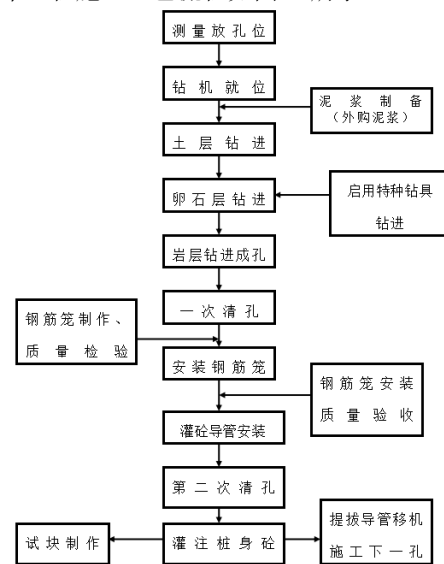 测量放孔位
钻机就位
泥浆制备
（外购泥浆）
土层钻进
卵石层钻进
启用特种钻具
钻进
岩层钻进成孔
一次清孔
钢筋笼制作、
质量检验
安装钢筋笼
钢筋笼安装
质量验收
灌砼导管安装
第二次清孔
试块制作
灌注桩身砼
提拔导管移机
施工下一孔